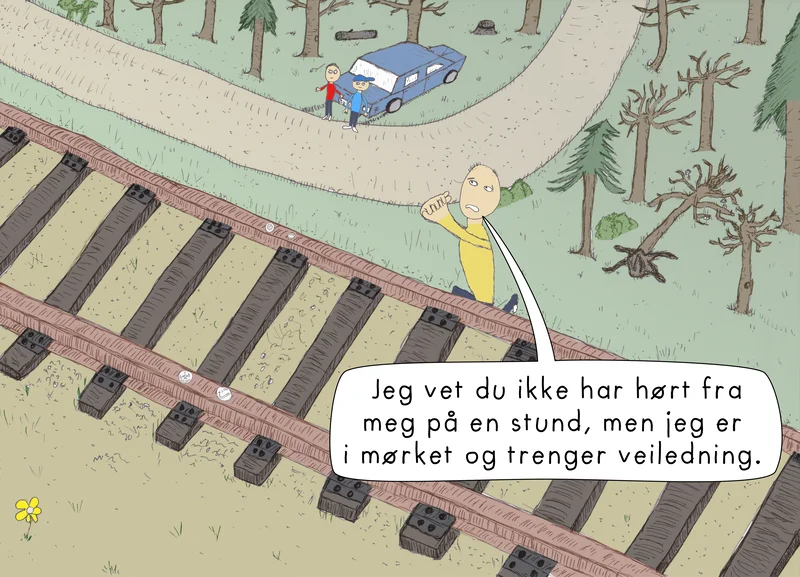 Jeg vet du ikke har hørt fra
meg på en stund, men jeg er
i mørket og trenger veiledning.